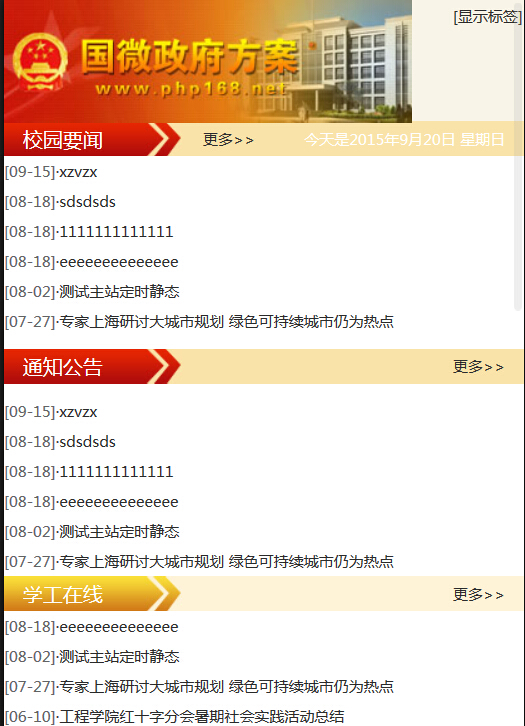 [显示标签]
国微政府方案
www.php168.net
校园要闻 更多>> 今天是2015年9月20日 星期日
[09-15]·xzvzx
[08-18]·sdsdsds
[08-18]·1111111111111
[08-18]·eeeeeeeeeeeeee
[08-02]·测试主站定时静态
[07-27]·专家上海研讨大城市规划 绿色可持续城市仍为热点
通知公告 更多>>
[09-15]·xzvzx
[08-18]·sdsdsds
[08-18]·1111111111111
[08-18]·eeeeeeeeeeeeee
[08-02]·测试主站定时静态
[07-27]·专家上海研讨大城市规划 绿色可持续城市仍为热点
学工在线 更多>>
[08-18]·eeeeeeeeeeeeee
[08-02]·测试主站定时静态
[07-27]·专家上海研讨大城市规划 绿色可持续城市仍为热点
[06-10]·工程学院红十字分会暑期社会实践活动总结